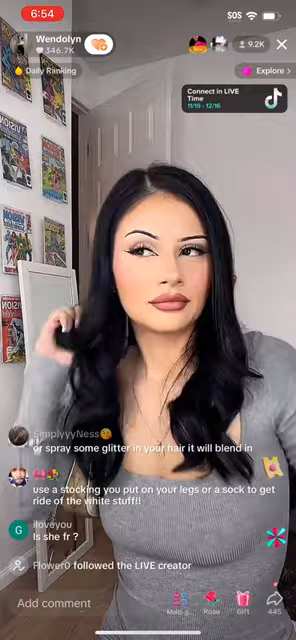 6:54
SOS
Wendolyn
346.7K
9.2K
Daily Ranking
Explore >
Connect in LIVE
Time
11/19 - 12/16
SimplyyyNess😘
or spray some glitter in your hair it will blend in
use a stocking you put on your legs or a sock to get
ride of the white stuff!!
G
iloveyou
Is she fr ?
Flower0 followed the LIVE creator
Add comment
Multi-g...
Rose
Gift
445